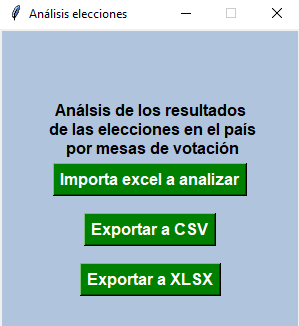 Análisis elecciones
Análsis de los resultados
de las elecciones en el país
por mesas de votación
Importa excel a analizar
Exportar a CSV
Exportar a XLSX